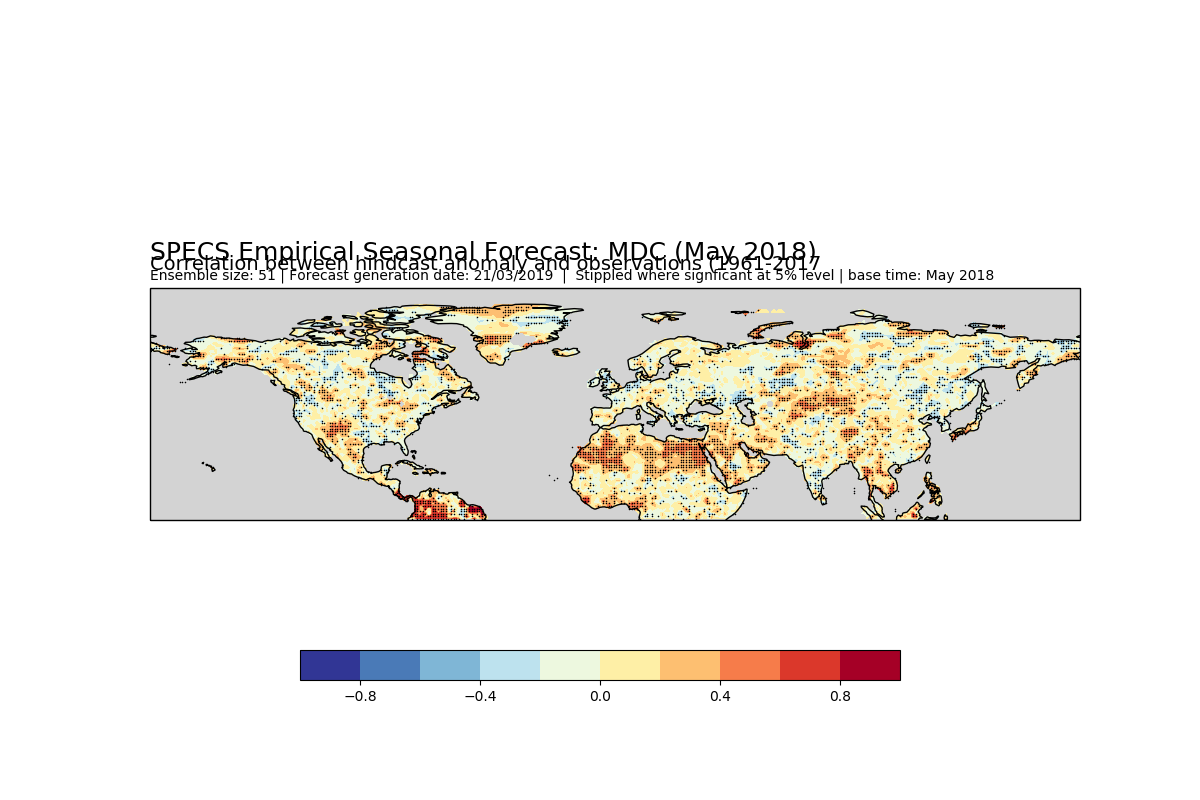 SPECS Empirical Seasonal Forecast: MDC (May 2018)
Correlation between hindcast anomaly and observations (1961-2017
Ensemble size: 51 | Forecast generation date: 21/03/2019 | Stippled where signficant at 5% level | base time: May 2018
−0.8 −0.4 0.0 0.4 0.8